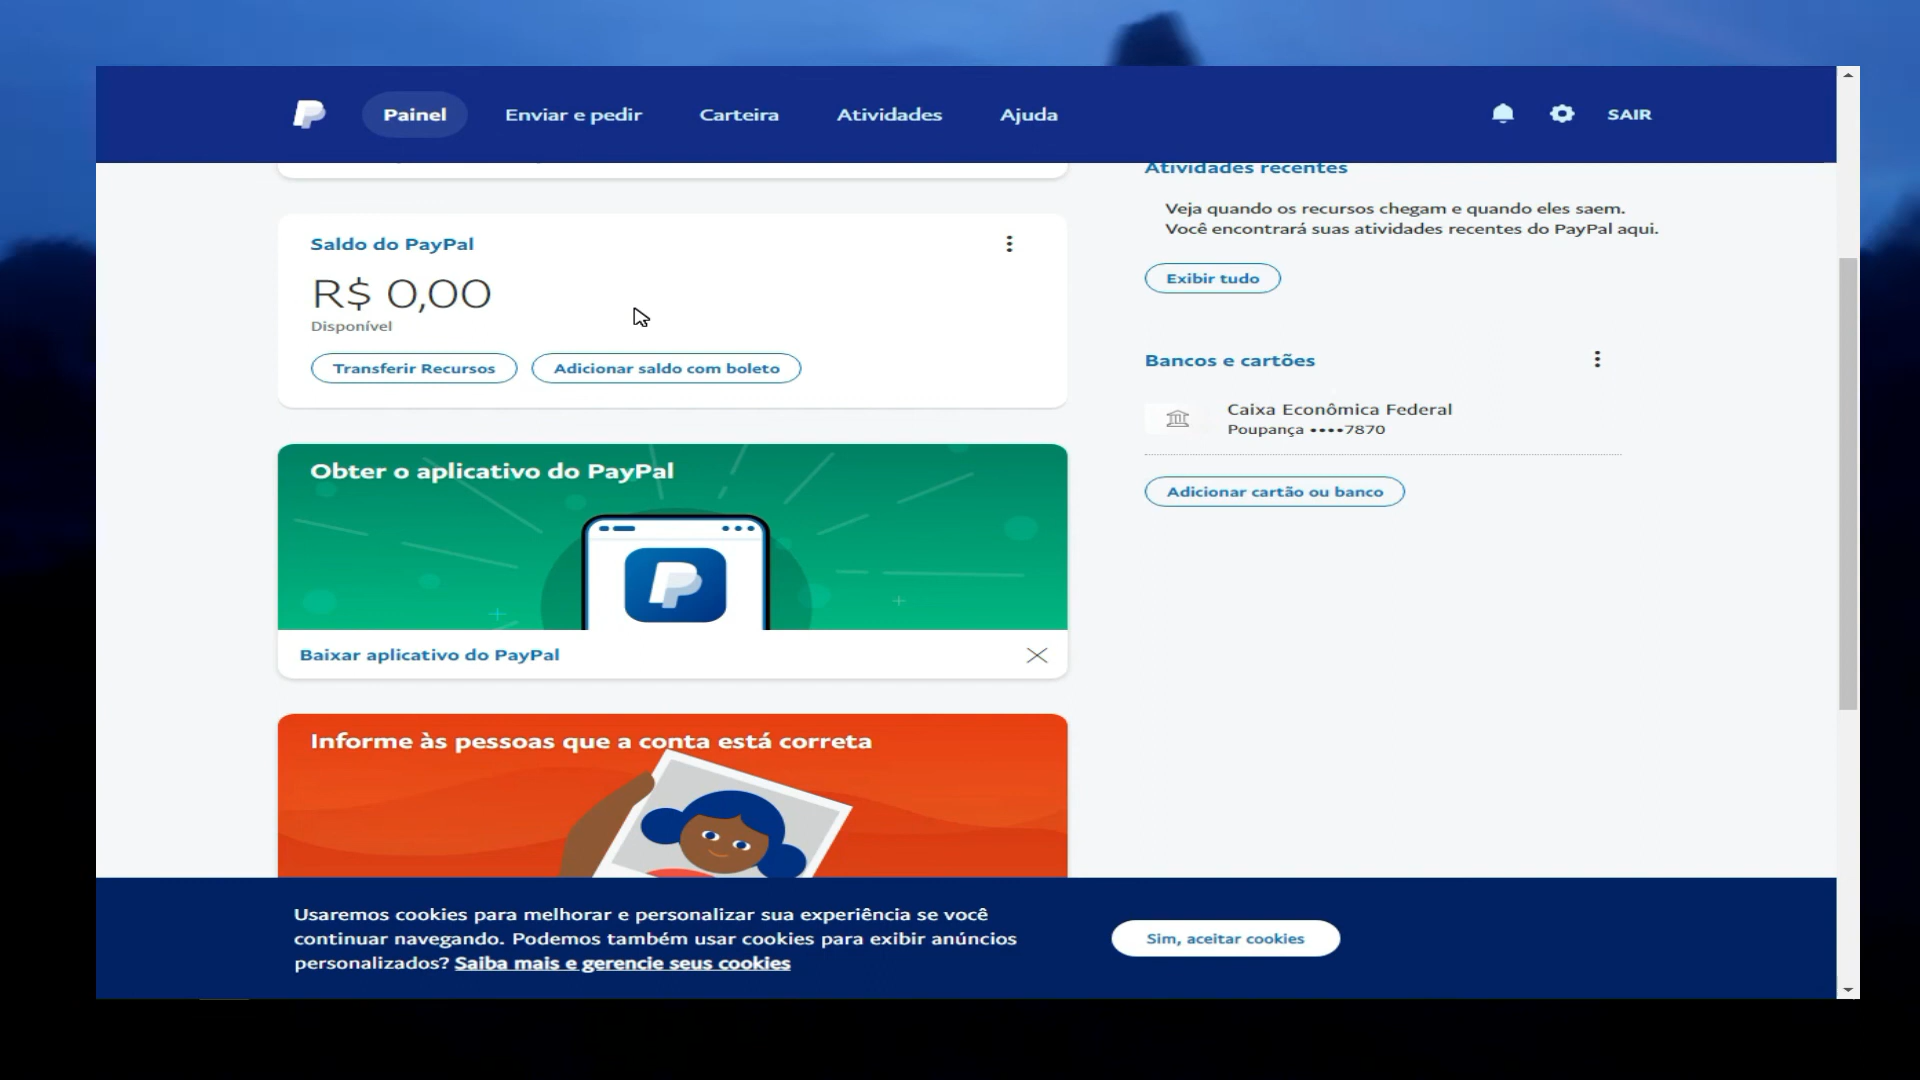 Painel
Enviar e pedir
Carteira
Atividades
Ajuda
SAIR
Saldo do PayPal
R$ 0,00
Disponível
Transferir Recursos
Adicionar saldo com boleto
Obter o aplicativo do PayPal
Baixar aplicativo do PayPal
Informe às pessoas que a conta está correta
Atividades recentes
Veja quando os recursos chegam e quando eles saem.
Você encontrará suas atividades recentes do PayPal aqui.
Exibir tudo
Bancos e cartões
Caixa Econômica Federal
Poupança ••••7870
Adicionar cartão ou banco
Usaremos cookies para melhorar e personalizar sua experiência se você
continuar navegando. Podemos também usar cookies para exibir anúncios
personalizados? Saiba mais e gerencie seus cookies
Sim, aceitar cookies